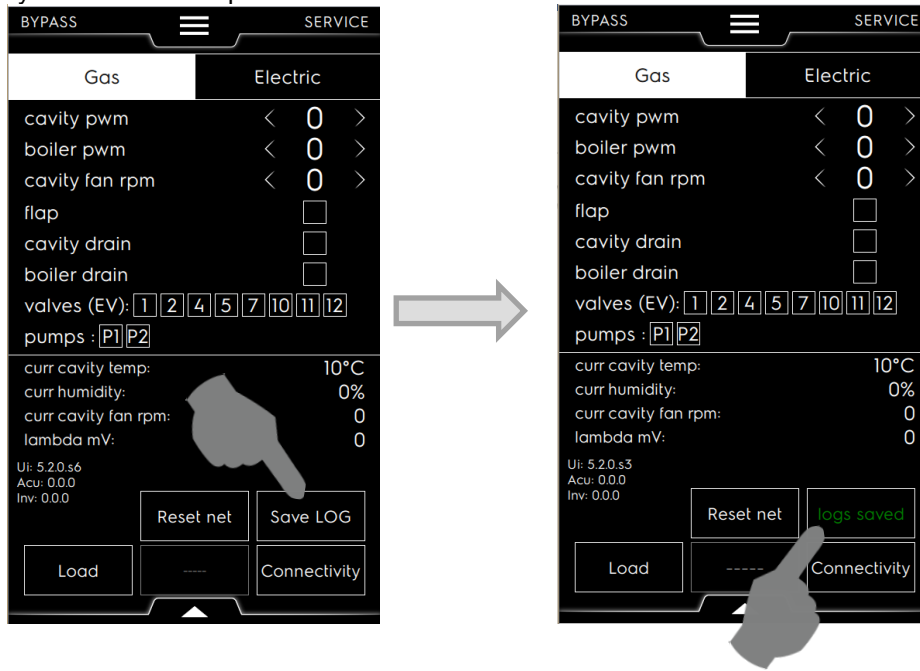 BYPASS SERVICE
Gas Electric
cavity pwm < 0 >
boiler pwm < 0 >
cavity fan rpm < 0 >
flap
cavity drain
boiler drain
valves (EV): 1 2 4 5 7 10 11 12
pumps : P1 P2
curr cavity temp: 10°C
curr humidity: 0%
curr cavity fan rpm: 0
lambda mV: 0
Ui: 5.2.0.s6
Acu: 0.0.0
Inv: 0.0.0
Reset net Save LOG
Load ----- Connectivity
BYPASS SERVICE
Gas Electric
cavity pwm < 0 >
boiler pwm < 0 >
cavity fan rpm < 0 >
flap
cavity drain
boiler drain
valves (EV): 1 2 4 5 7 10 11 12
pumps : P1 P2
curr cavity temp: 10°C
curr humidity: 0%
curr cavity fan rpm: 0
lambda mV: 0
Ui: 5.2.0.s3
Acu: 0.0.0
Inv: 0.0.0
Reset net logs saved
Load ----- Connectivity